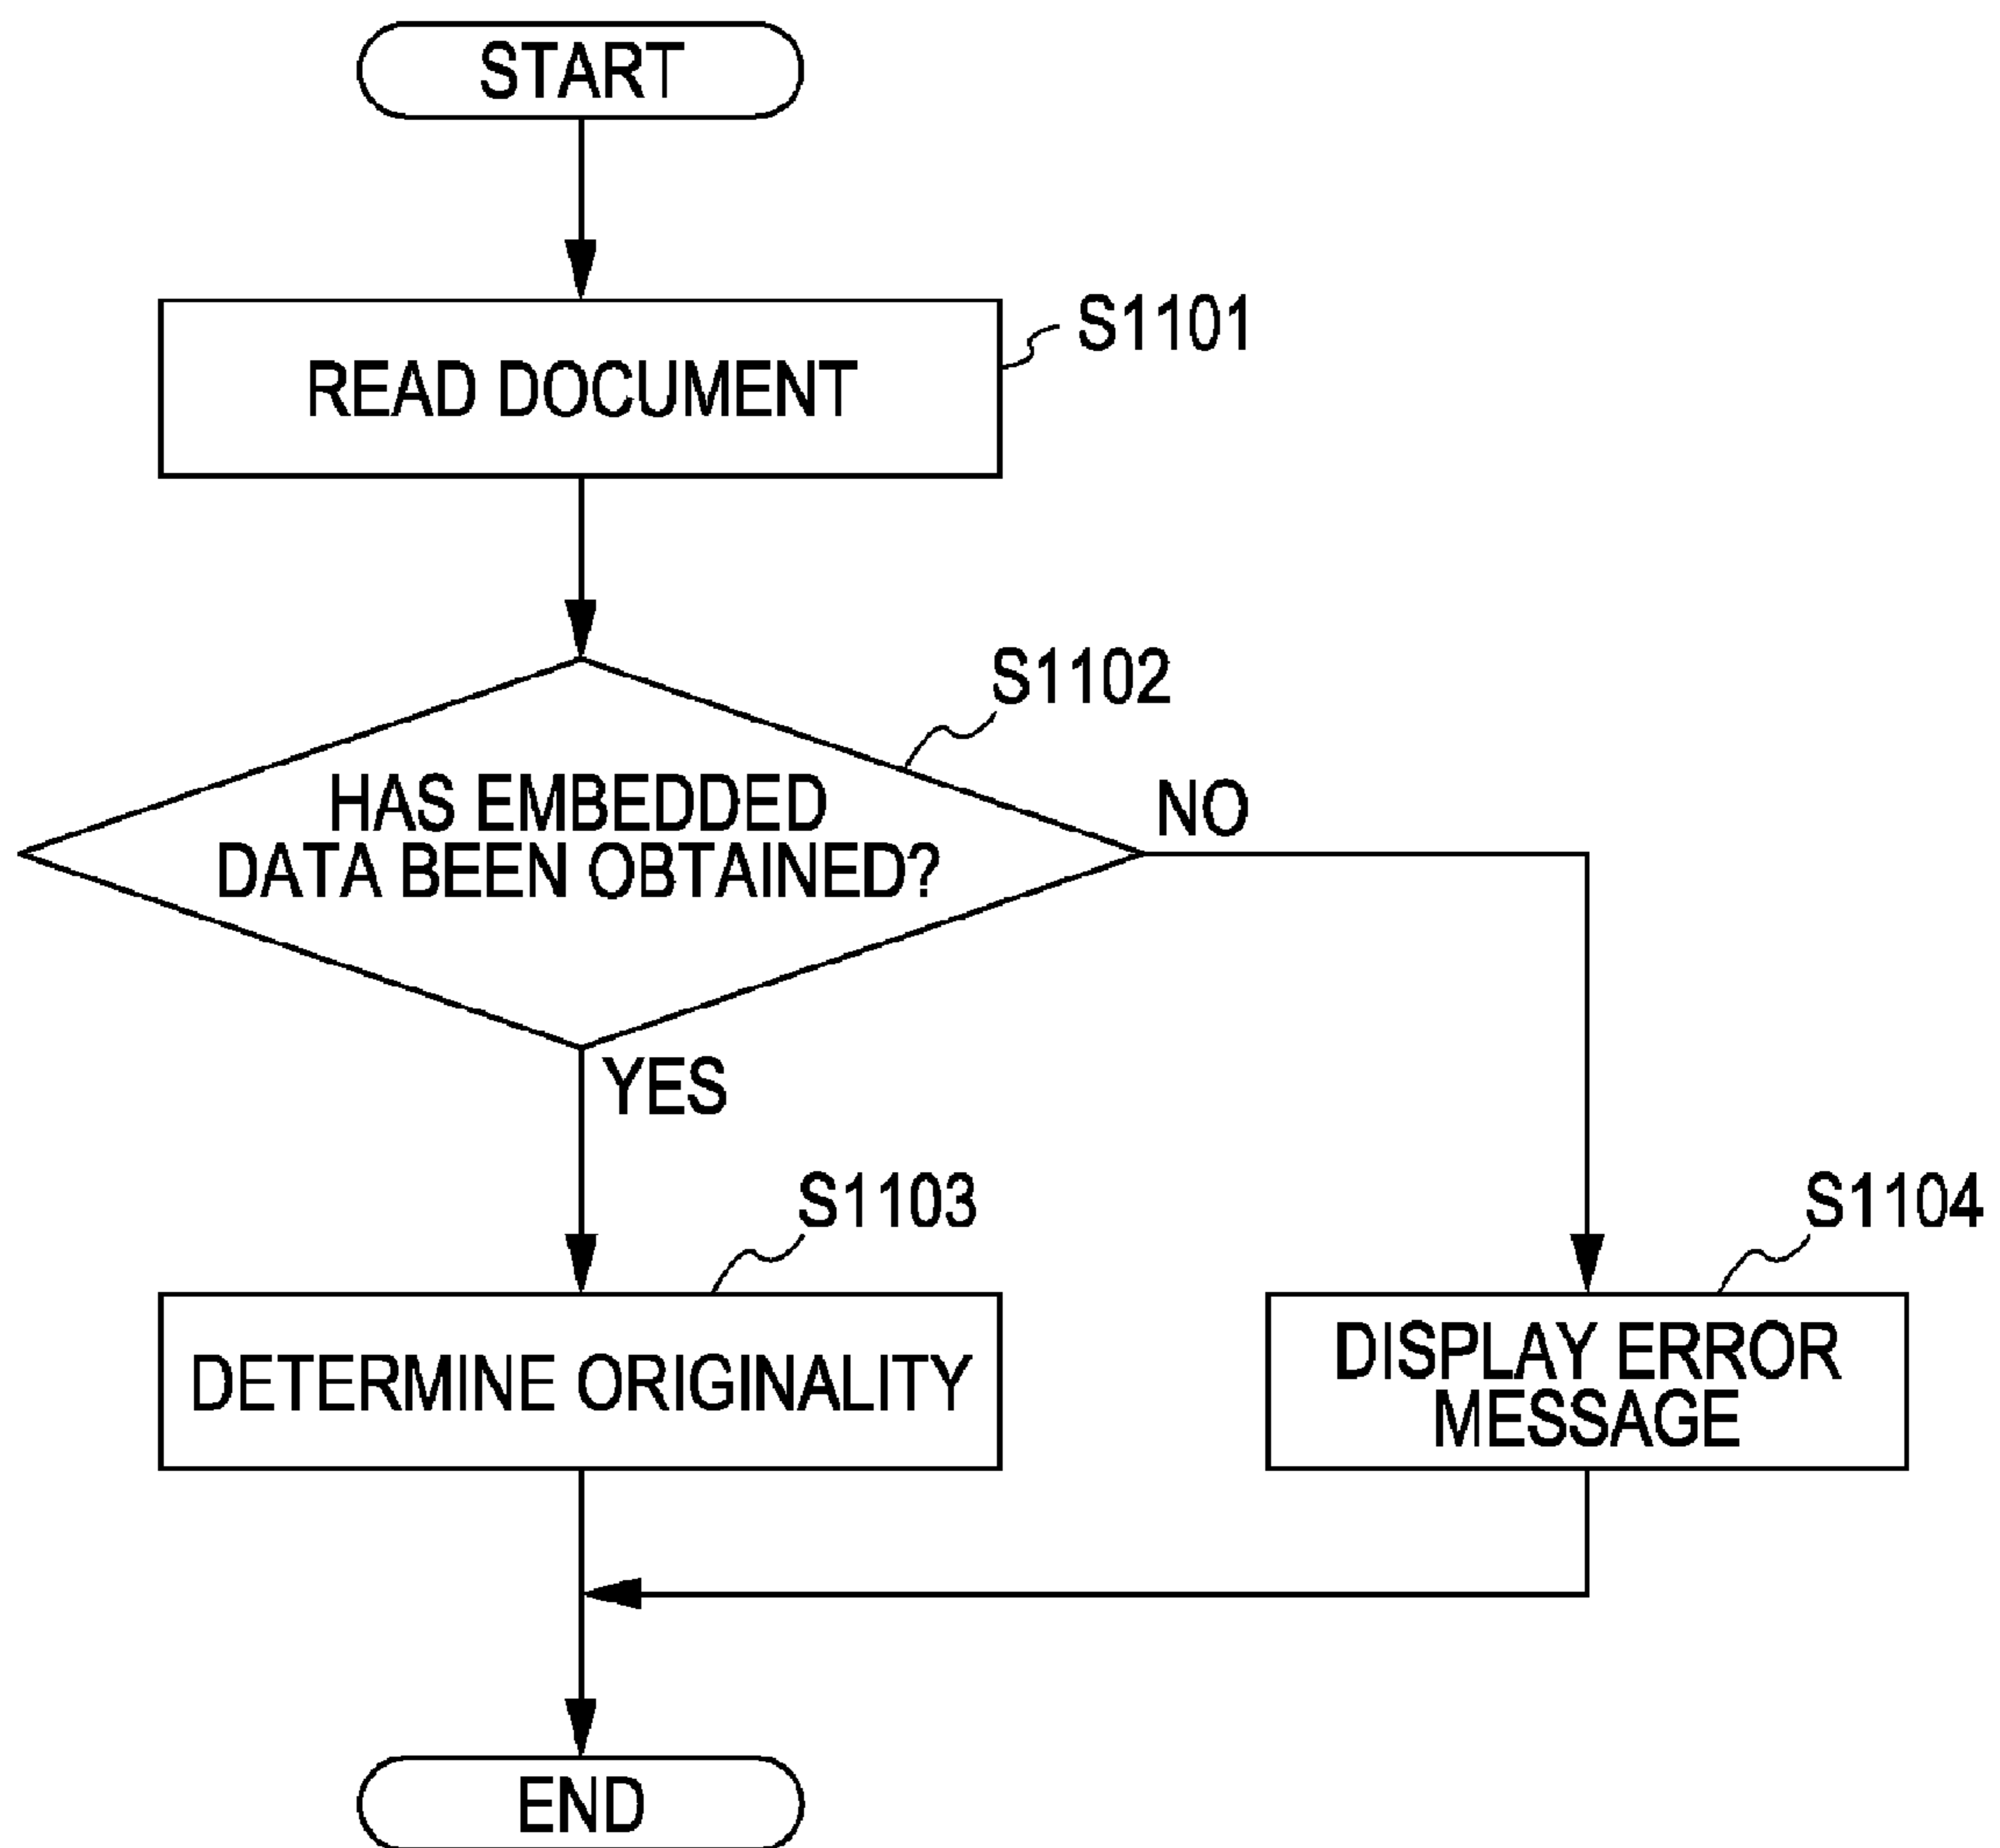 START
S1101
READ DOCUMENT
S1102
HAS EMBEDDED
DATA BEEN OBTAINED?
NO
YES
S1103
S1104
DETERMINE ORIGINALITY
DISPLAY ERROR
MESSAGE
END